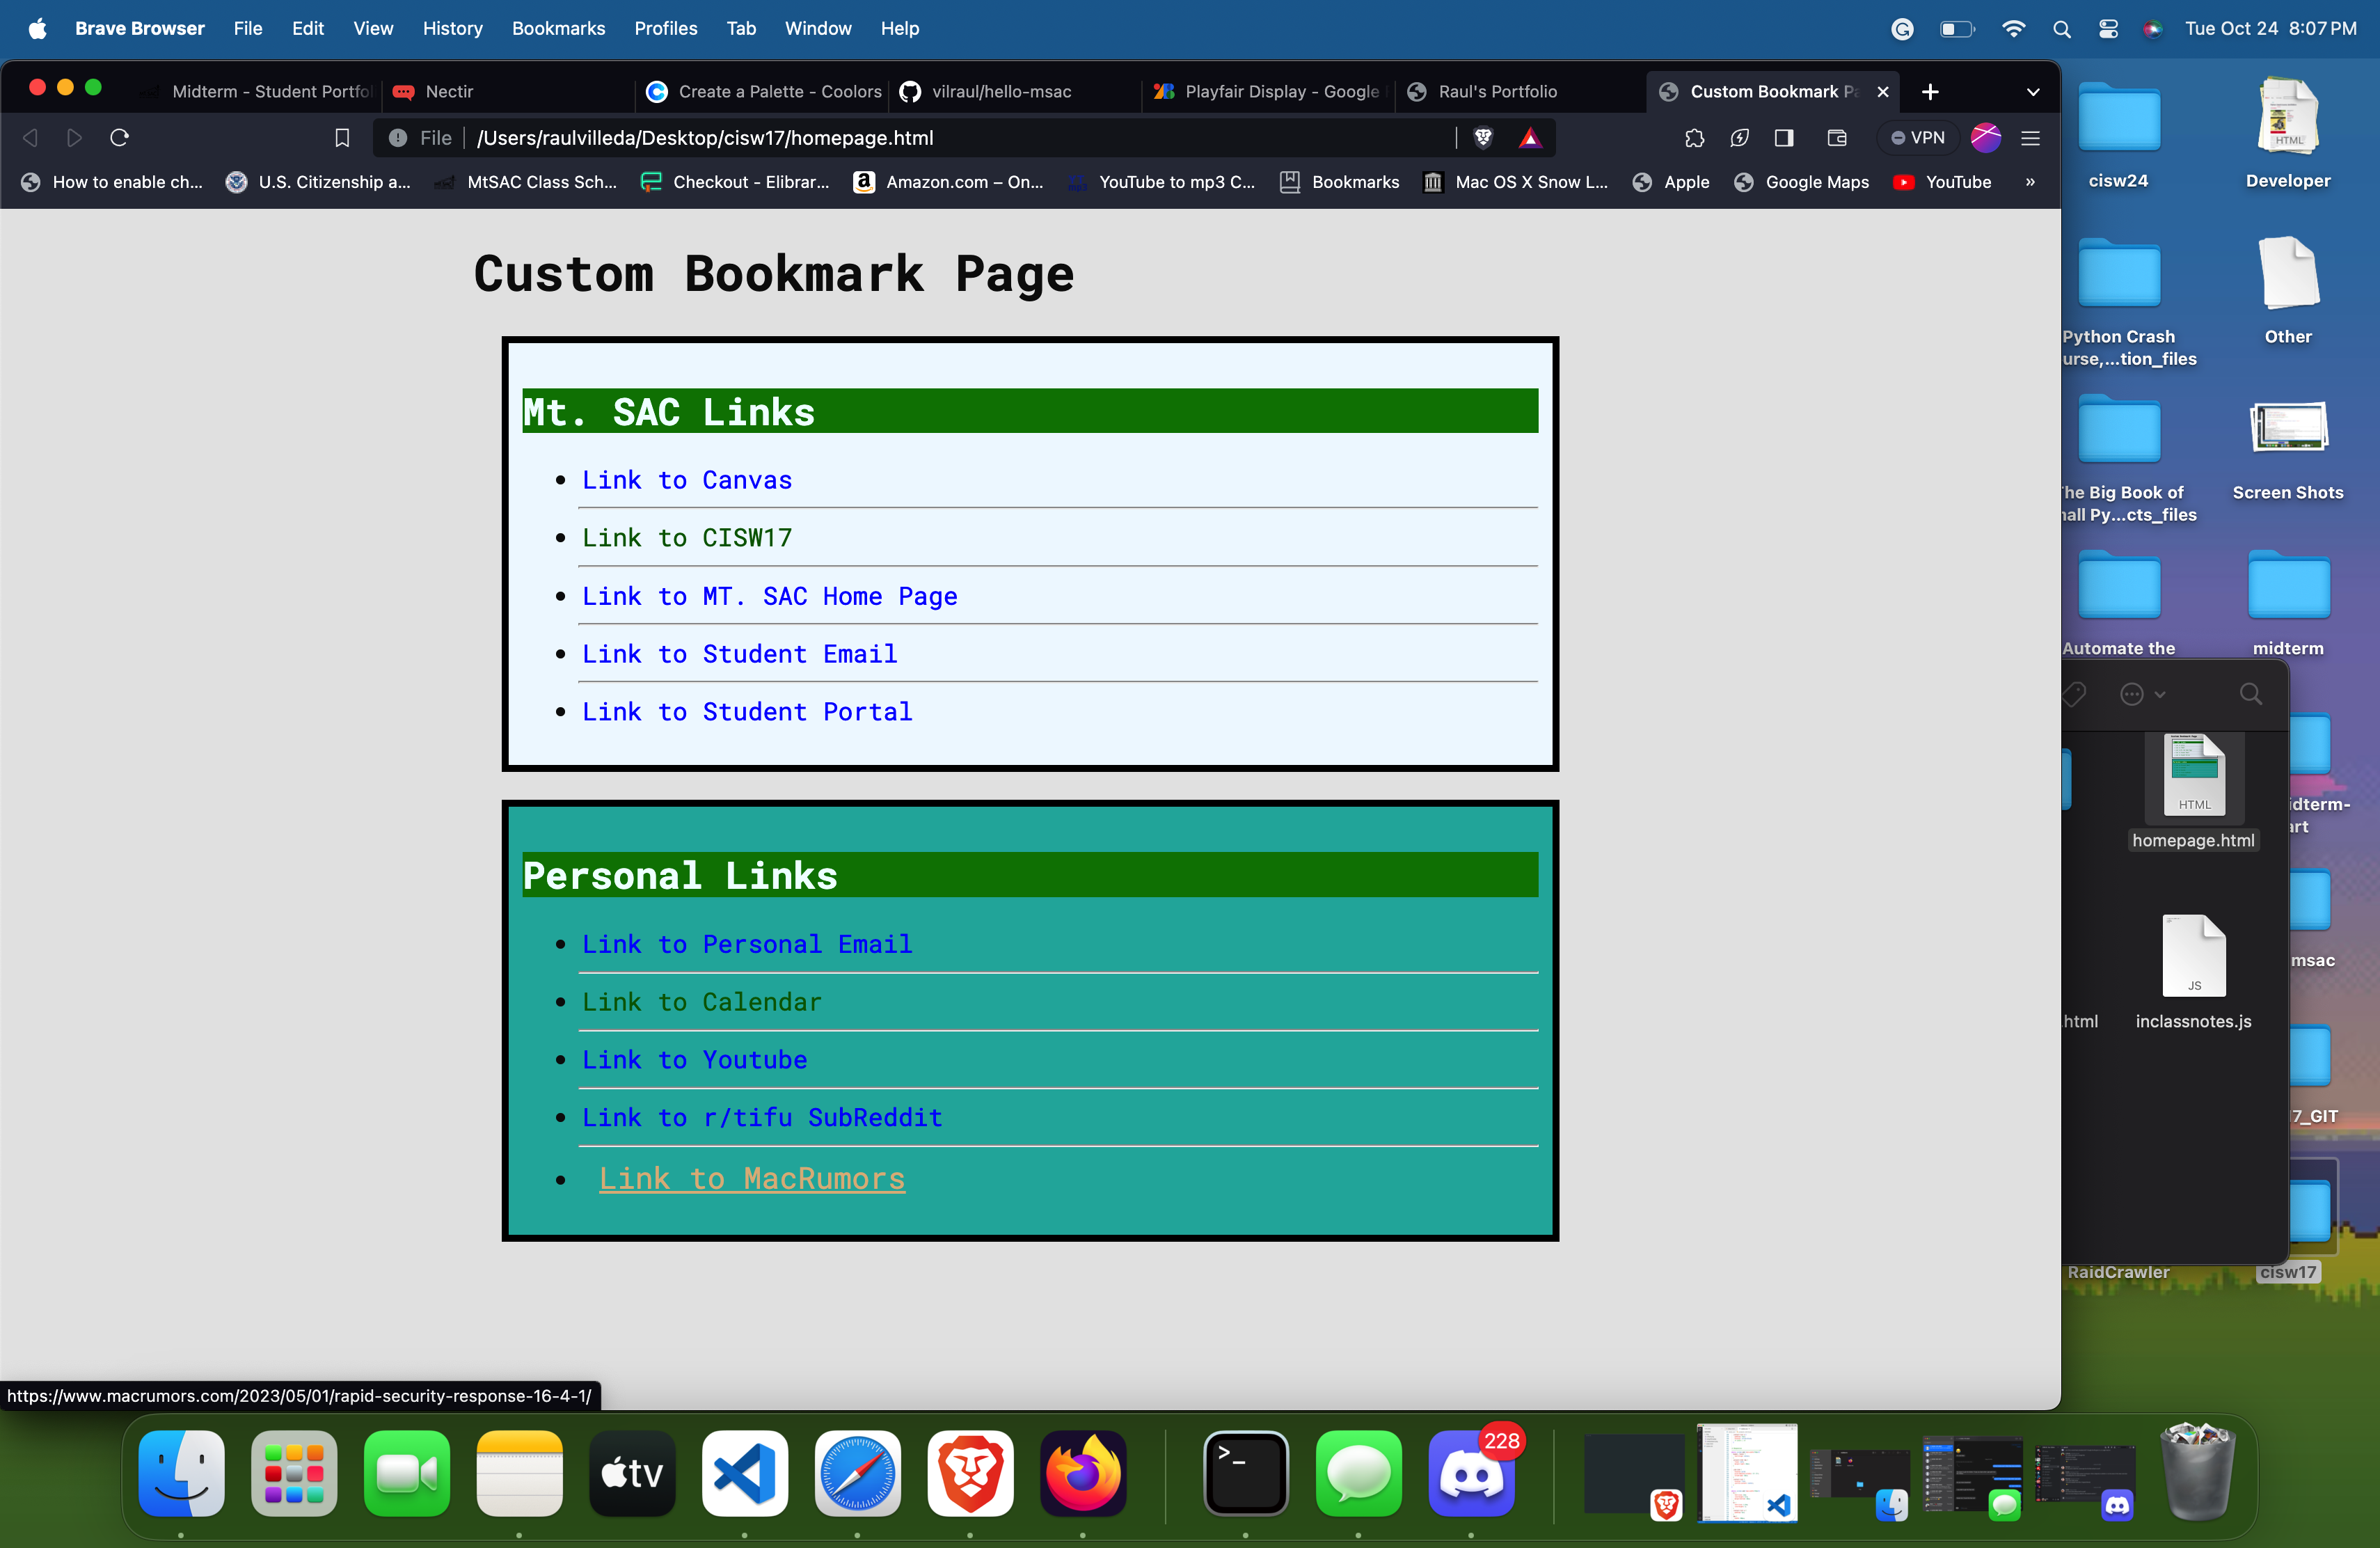 Brave Browser File Edit View History Bookmarks Profiles Tab Window Help Tue Oct 24 8:07 PM
Midterm - Student Portfol Nectir Create a Palette - Coolors vilraul/hello-msac Playfair Display - Google Raul's Portfolio Custom Bookmark Pa
File /Users/raulvilleda/Desktop/cisw17/homepage.html VPN
How to enable ch... U.S. Citizenship a... MtSAC Class Sch... Checkout - Elibrar... Amazon.com – On... YouTube to mp3 C... Bookmarks Mac OS X Snow L... Apple Google Maps YouTube »
Custom Bookmark Page
Mt. SAC Links
Link to Canvas
Link to CISW17
Link to MT. SAC Home Page
Link to Student Email
Link to Student Portal
Personal Links
Link to Personal Email
Link to Calendar
Link to Youtube
Link to r/tifu SubReddit
Link to MacRumors
https://www.macrumors.com/2023/05/01/rapid-security-response-16-4-1/
cisw24
Developer
HTML
Python Crash
urse,...tion_files
Other
he Big Book of
all Py...cts_files
Screen Shots
Automate the
midterm
HTML
homepage.html
idterm-
art
JS
inclassnotes.js
.html
msac
7_GIT
RaidCrawler
cisw17
tv
>_
228